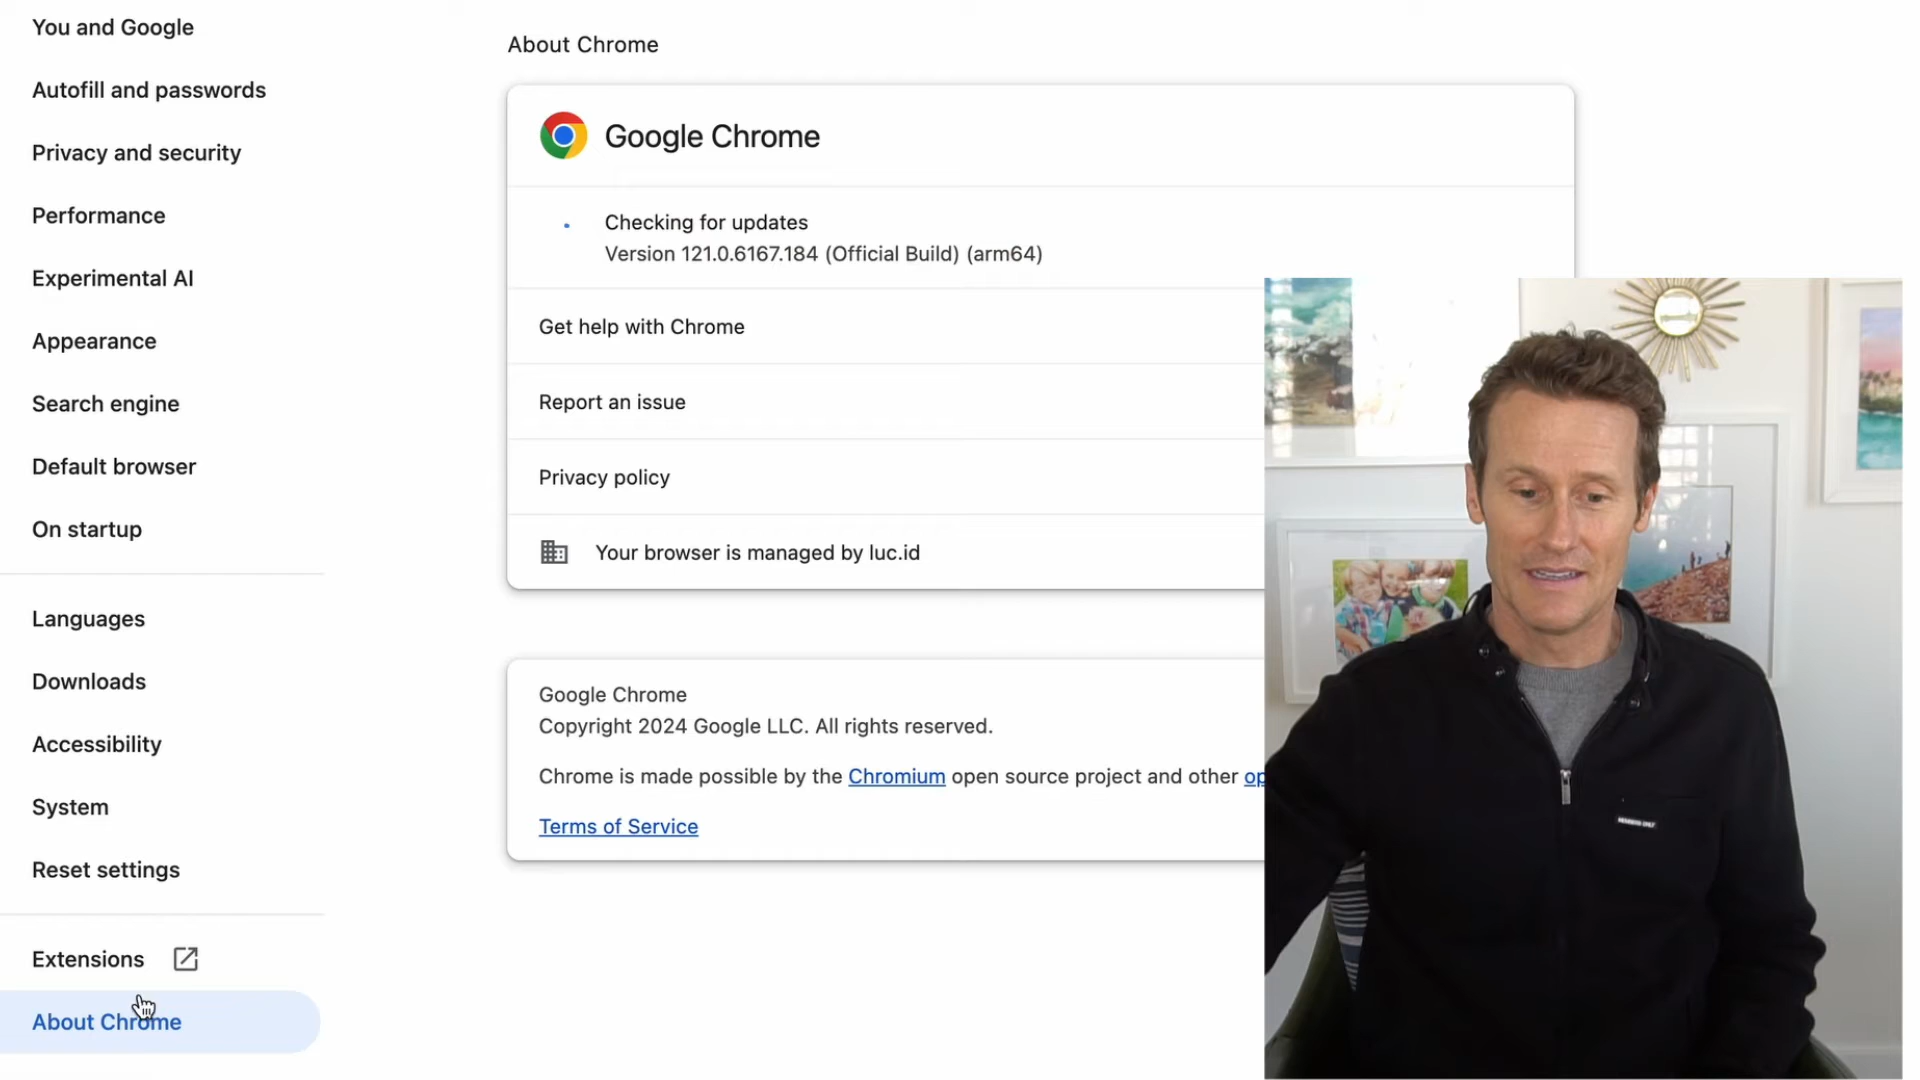 You and Google
Autofill and passwords
Privacy and security
Performance
Experimental AI
Appearance
Search engine
Default browser
On startup
Languages
Downloads
Accessibility
System
Reset settings
Extensions
About Chrome
About Chrome
Google Chrome
Checking for updates
Version 121.0.6167.184 (Official Build) (arm64)
Get help with Chrome
Report an issue
Privacy policy
Your browser is managed by luc.id
Google Chrome
Copyright 2024 Google LLC. All rights reserved.
Chrome is made possible by the Chromium open source project and other op
Terms of Service
MEMBERS ONLY